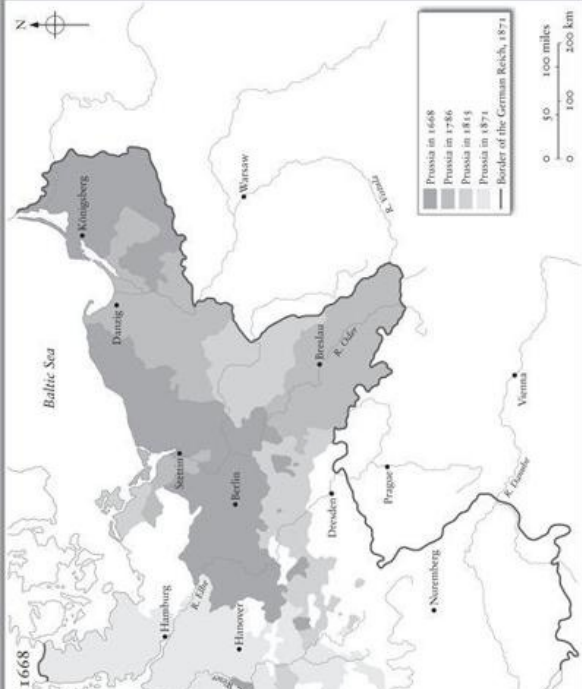 1668
N
Baltic Sea
Königsberg
Danzig
Stettin
Hamburg
R. Elbe
Berlin
Hanover
Warsaw
R. Vistula
Breslau
R. Oder
Dresden
Prague
Nuremberg
Vienna
R. Danube
Prussia in 1668
Prussia in 1786
Prussia in 1815
Prussia in 1871
Border of the German Reich, 1871
0 50 100 miles
0 100 200 km